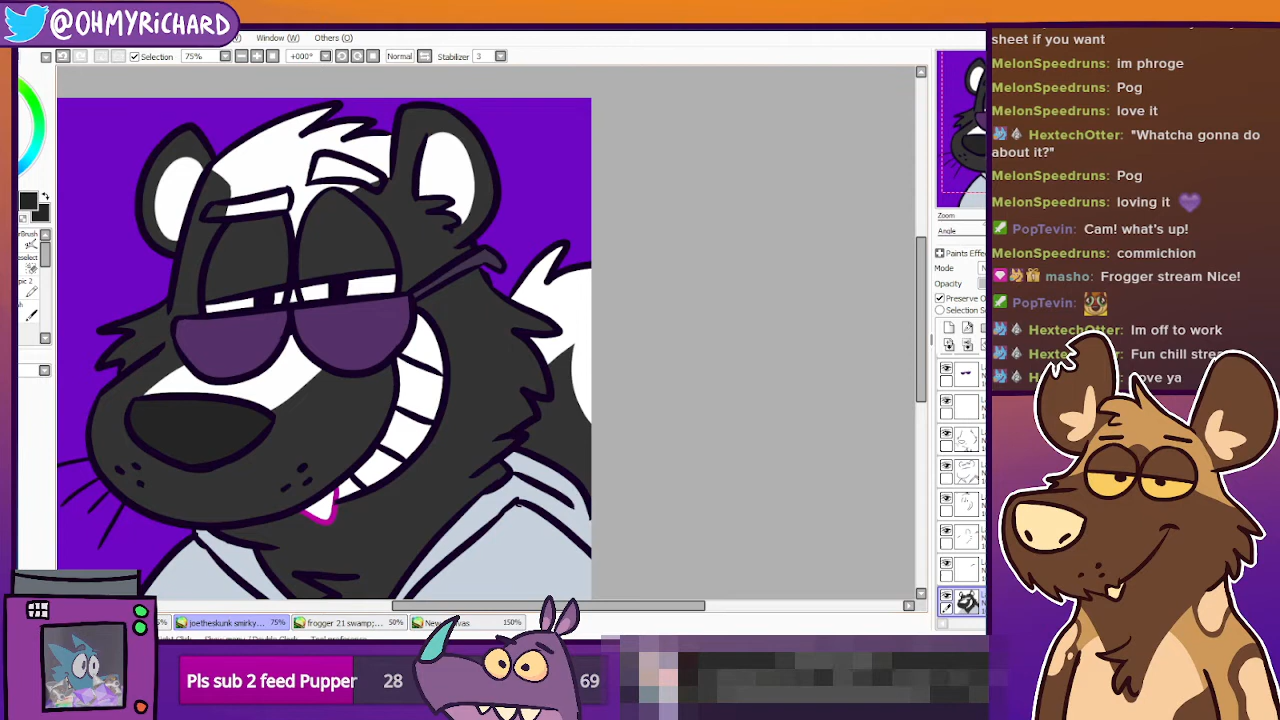 @OHMYRiCHARD
Window (W)
Others (O)
Selection
75%
+000°
Normal
Stabilizer
3
sheet if you want
MelonSpeedruns: im phroge
MelonSpeedruns: Pog
MelonSpeedruns: love it
HextechOtter: "Whatcha gonna do
about it?"
MelonSpeedruns: Pog
MelonSpeedruns: loving it
PopTevin: Cam! what's up!
MelonSpeedruns: commichion
masho: Frogger stream Nice!
PopTevin:
HextechOtter: Im off to work
Fun chill
Zoom
Angle
Mode
Opacity
joetheskunk smirky...
75%
frogger 21 swamp;...
50%
150%
Pls sub 2 feed Pupper
28
69